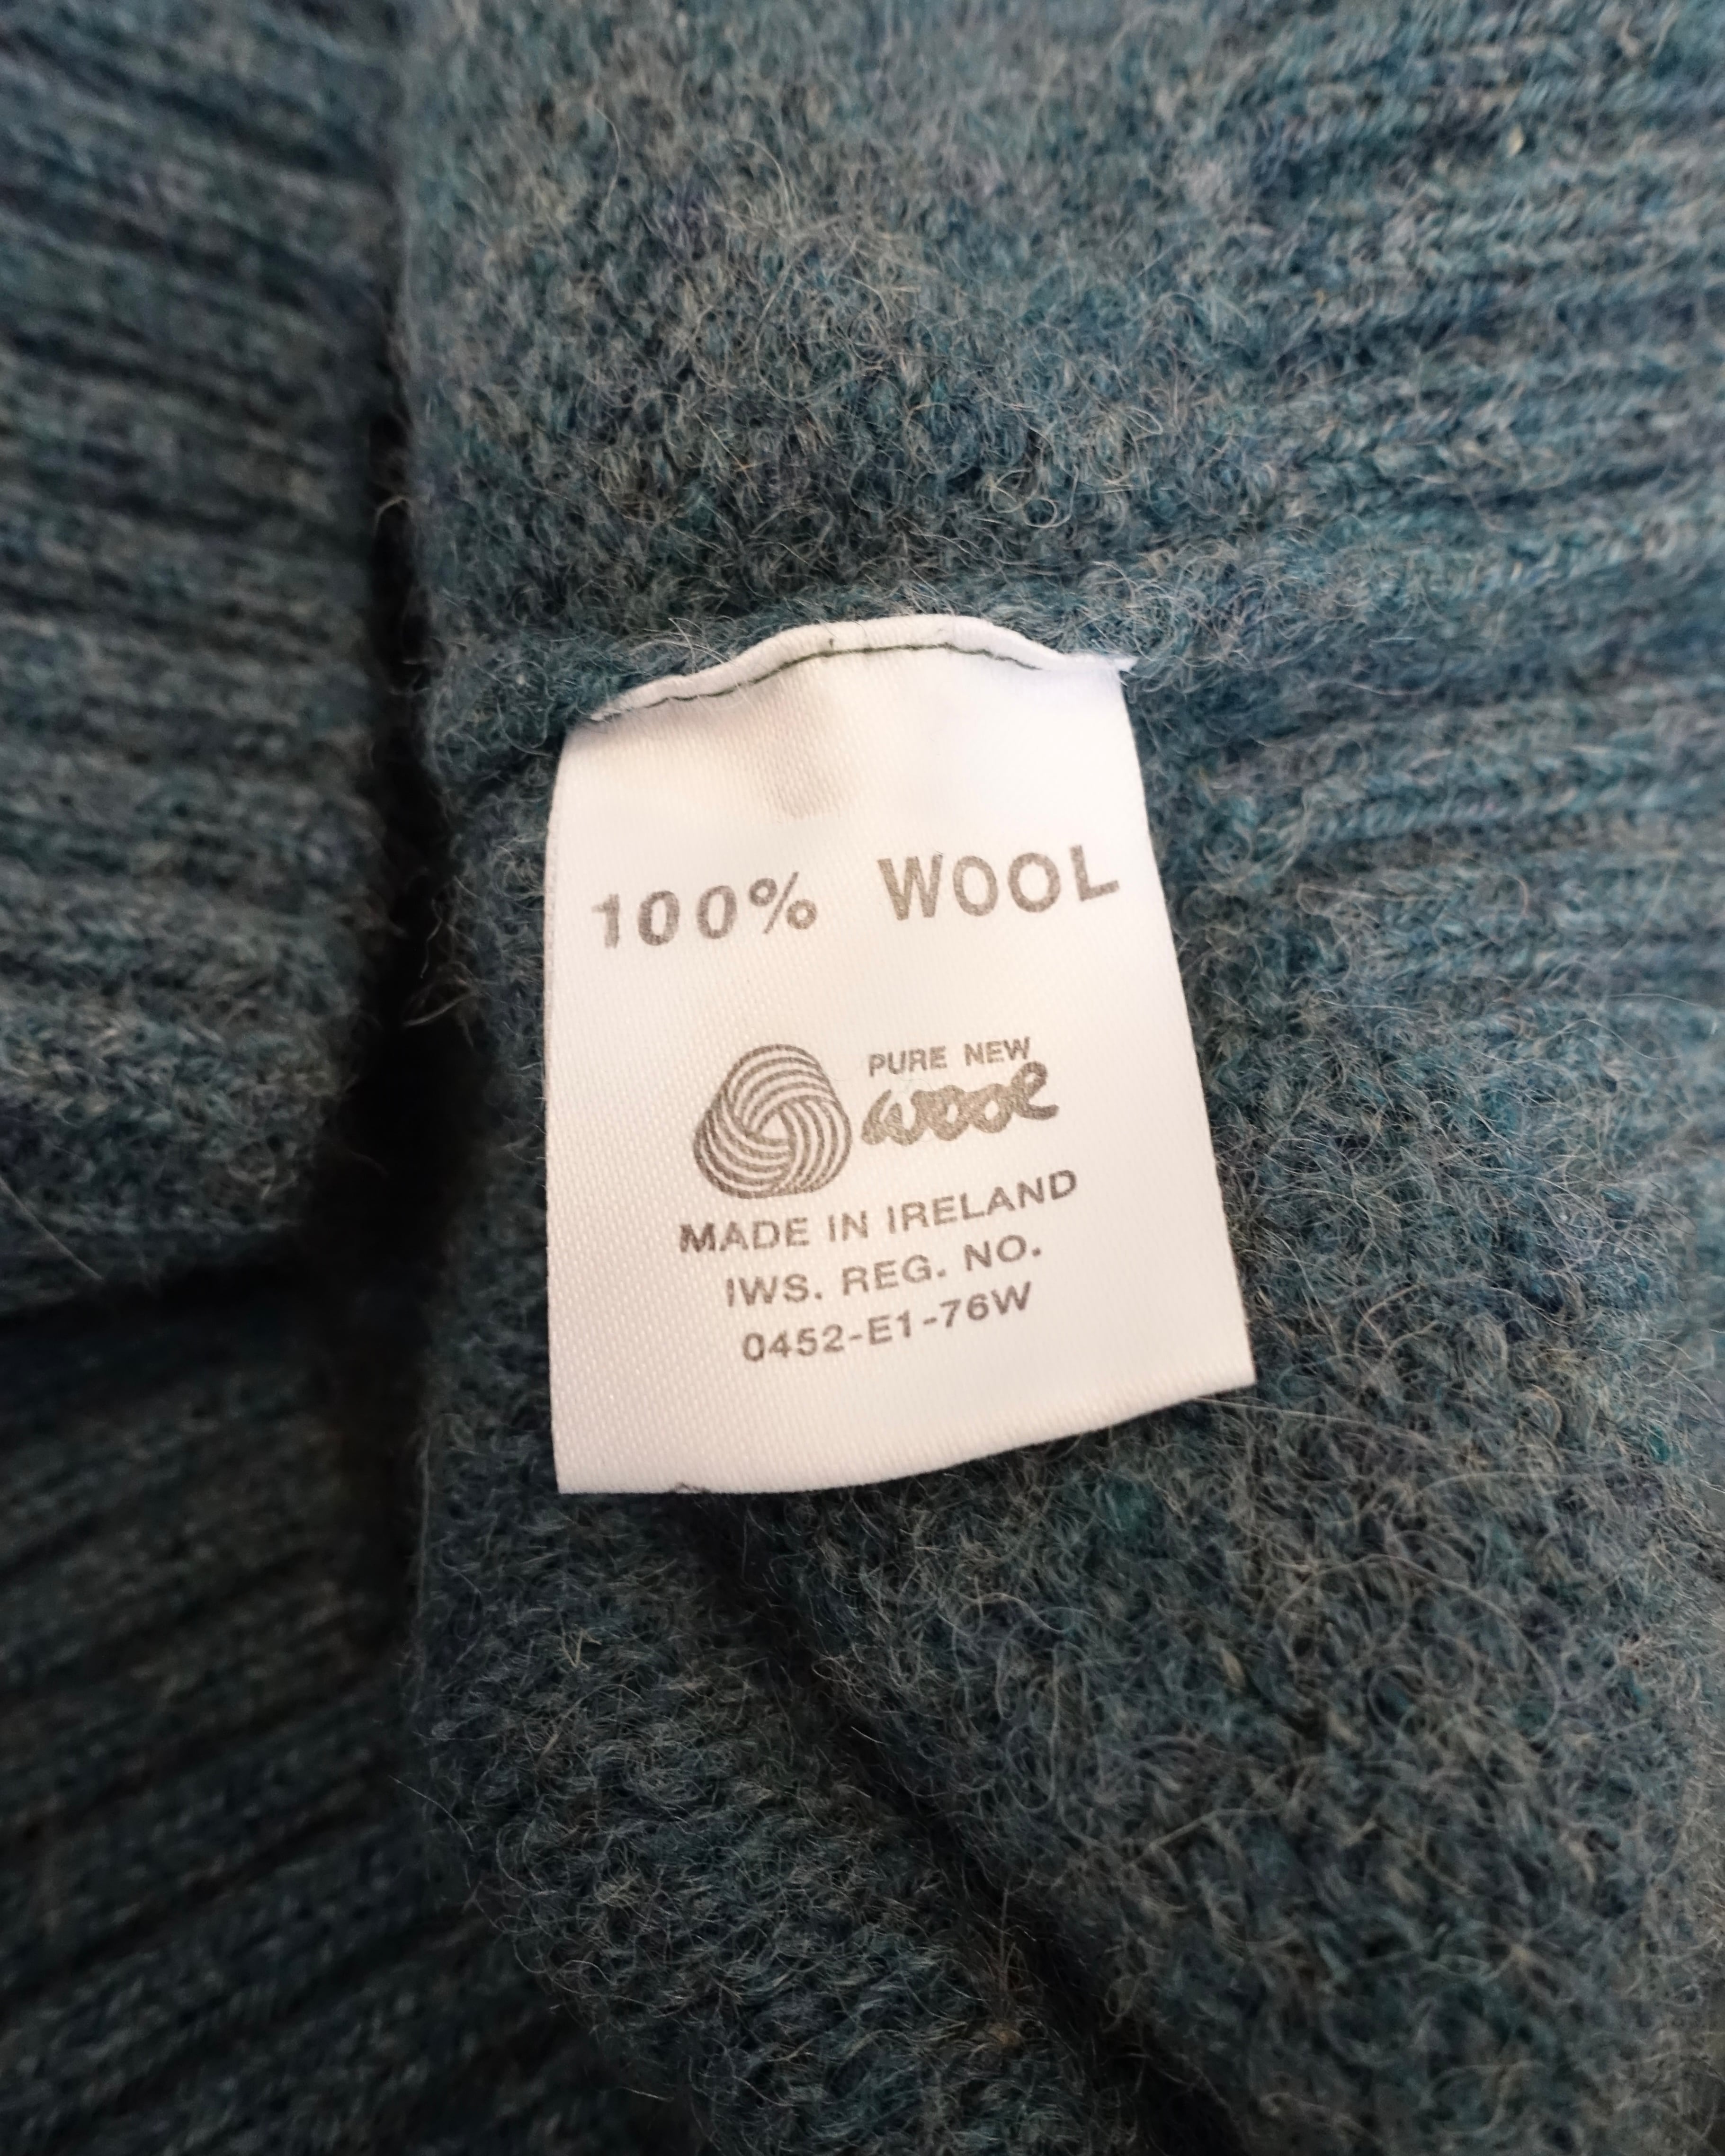 100% WOOL
PURE NEW
wool
MADE IN IRELAND
IWS. REG. NO.
0452-E1-76W